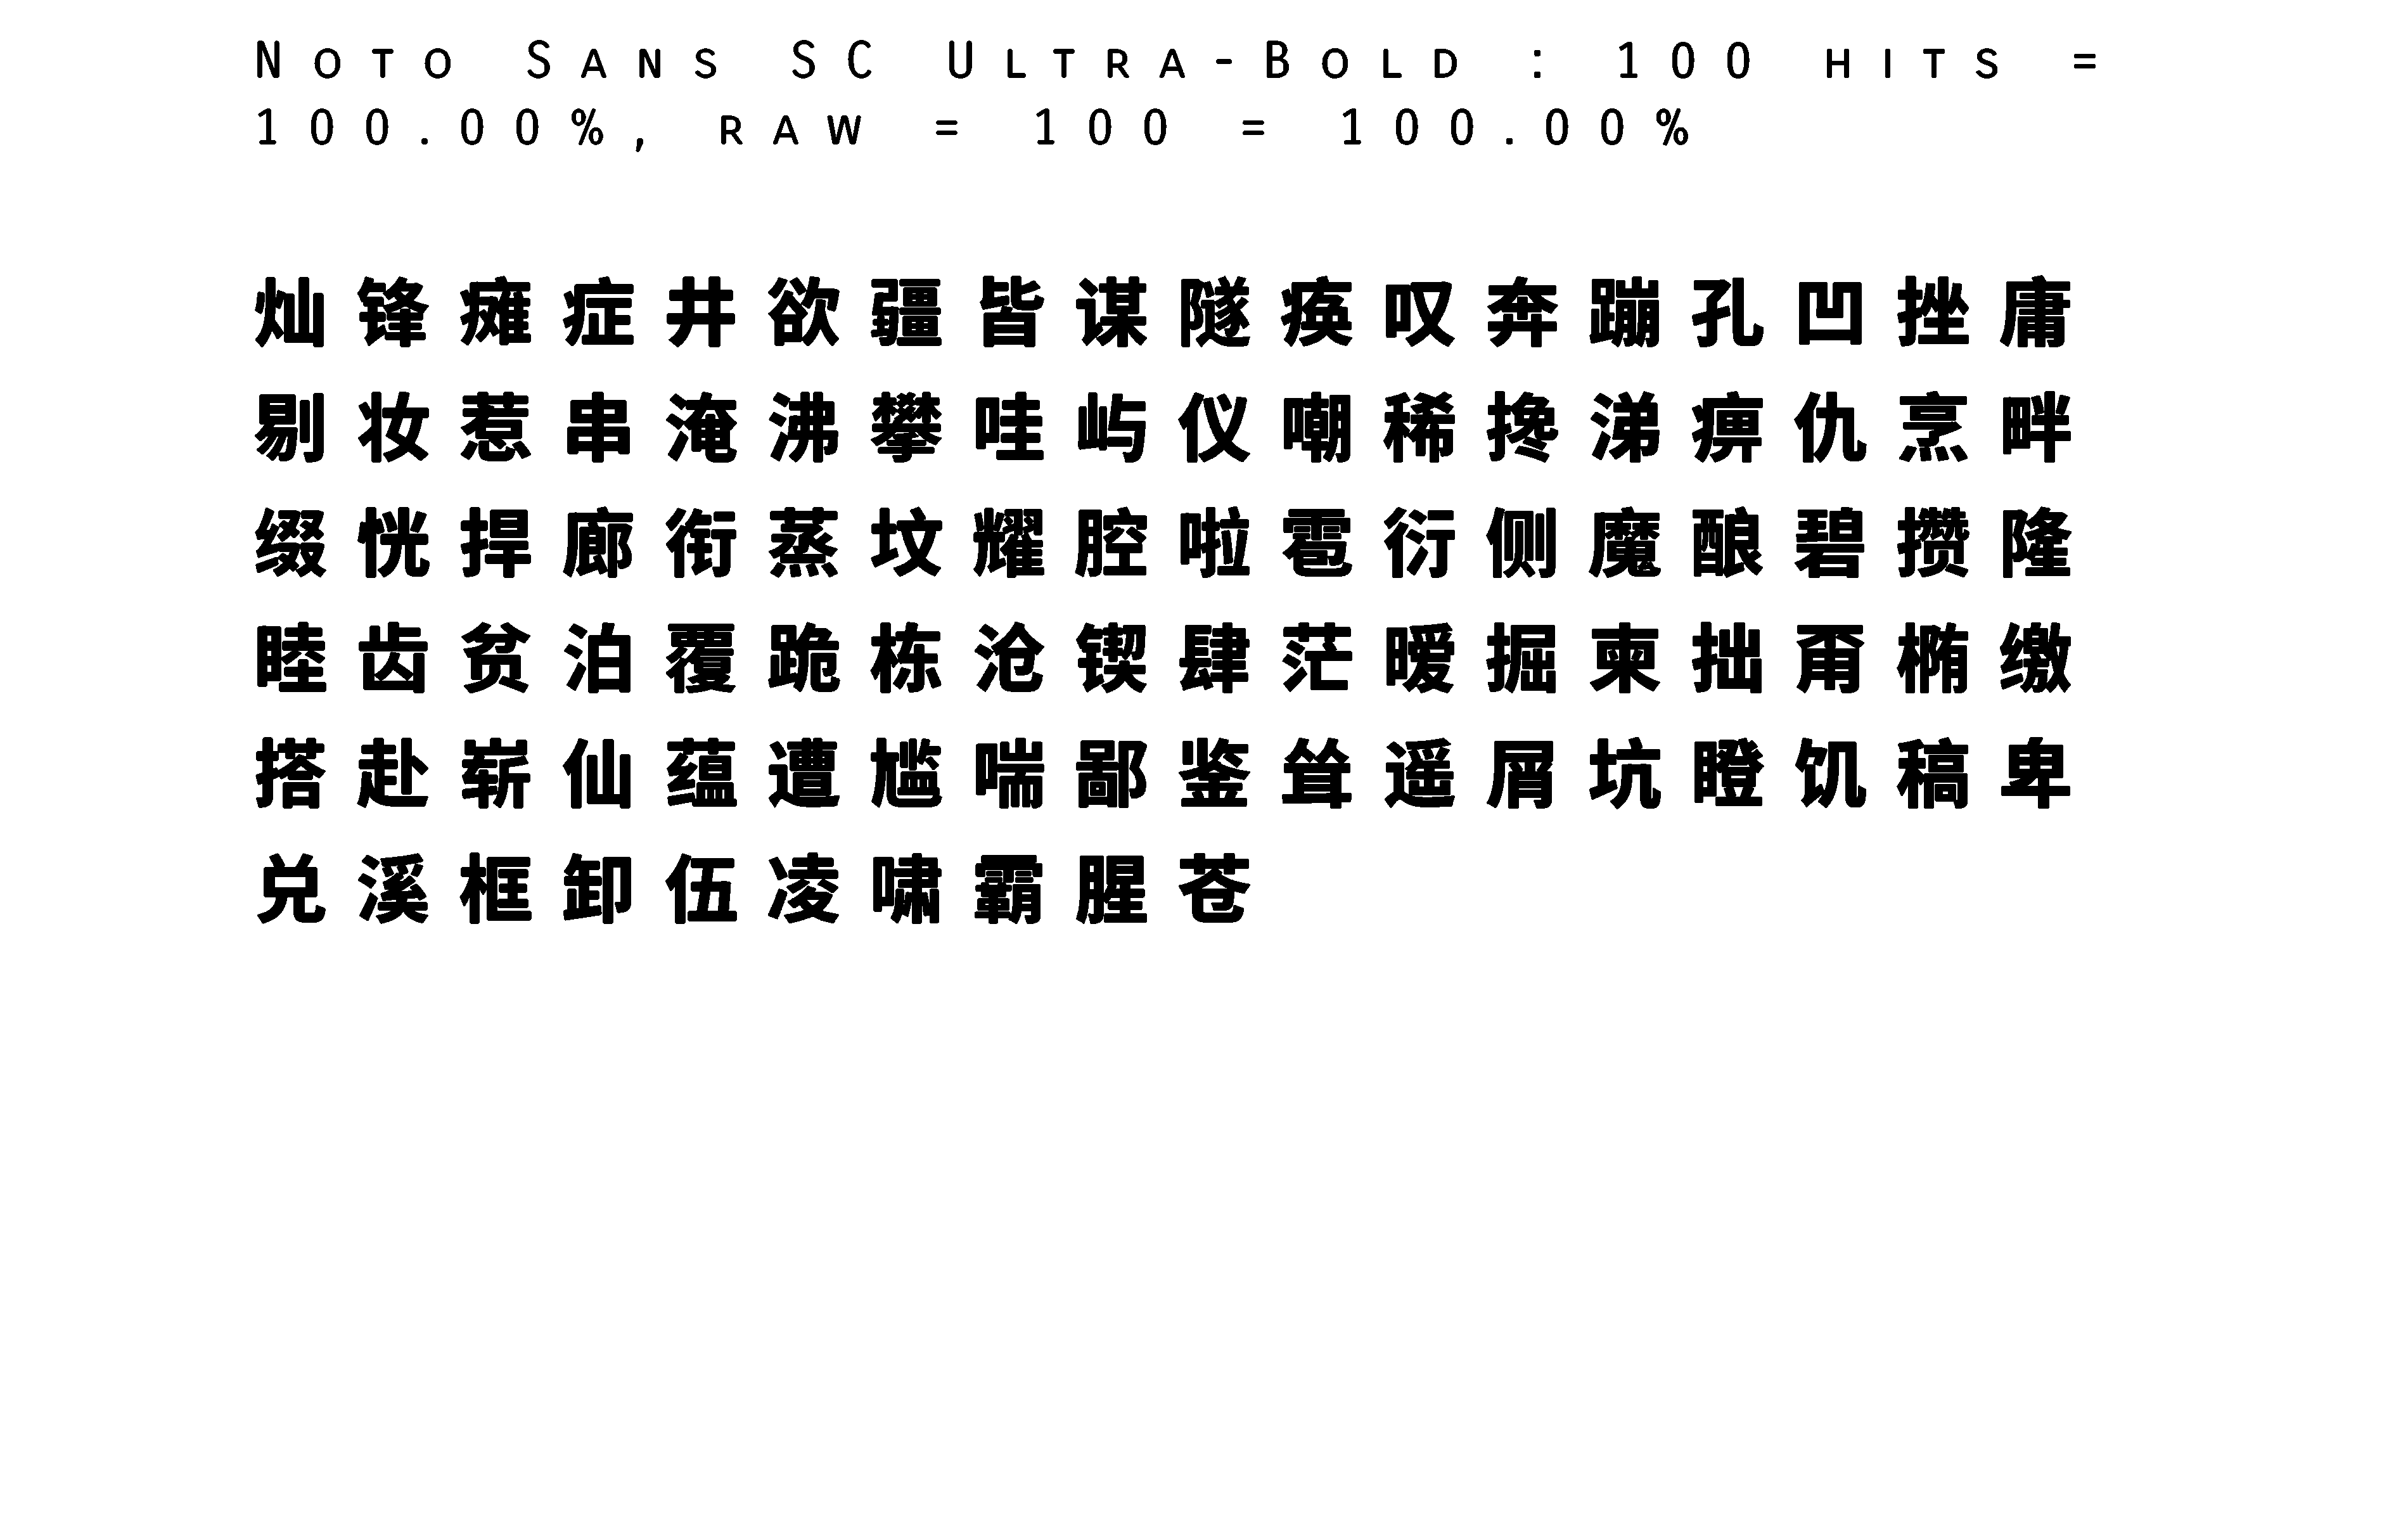 Noto Sans SC Ultra-Bold : 100 hits =
100.00%, raw = 100 = 100.00%
灿锋瘫症井欲疆皆谋隧痪叹奔蹦孔凹挫庸
剔妆惹串淹沸攀哇屿仪嘲稀搀涕痹仇烹畔
缀恍捍廊衔蒸坟耀腔啦雹衍侧魔酿碧攒隆
睦齿贫泊覆跪栋沧锲肆茫暧掘柬拙甭椭缴
搭赴崭仙蕴遭尴喘鄙鉴耸遥屑坑瞪饥稿卑
兑溪框卸伍凌啸霸腥苍